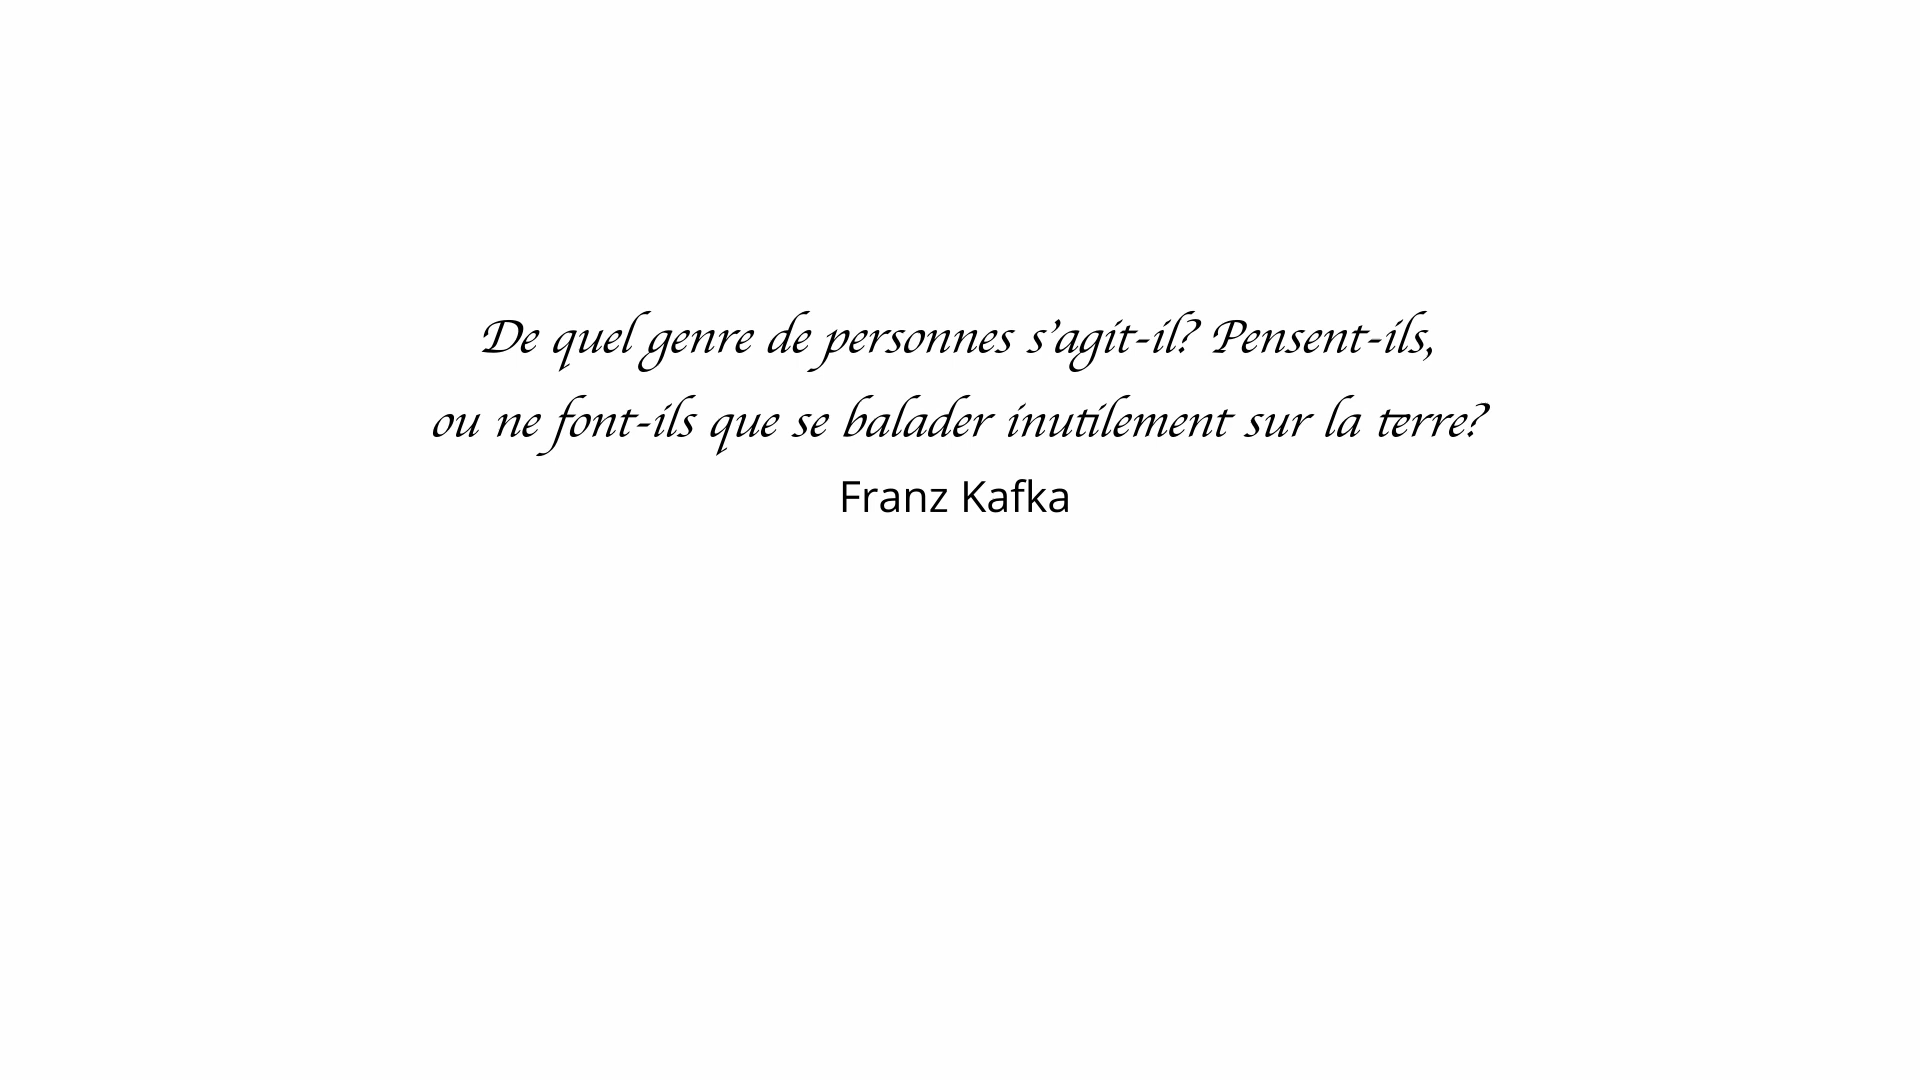 De quel genre de personnes s’agit-il? Pensent-ils,
ou ne font-ils que se balader inutilement sur la terre?
Franz Kafka